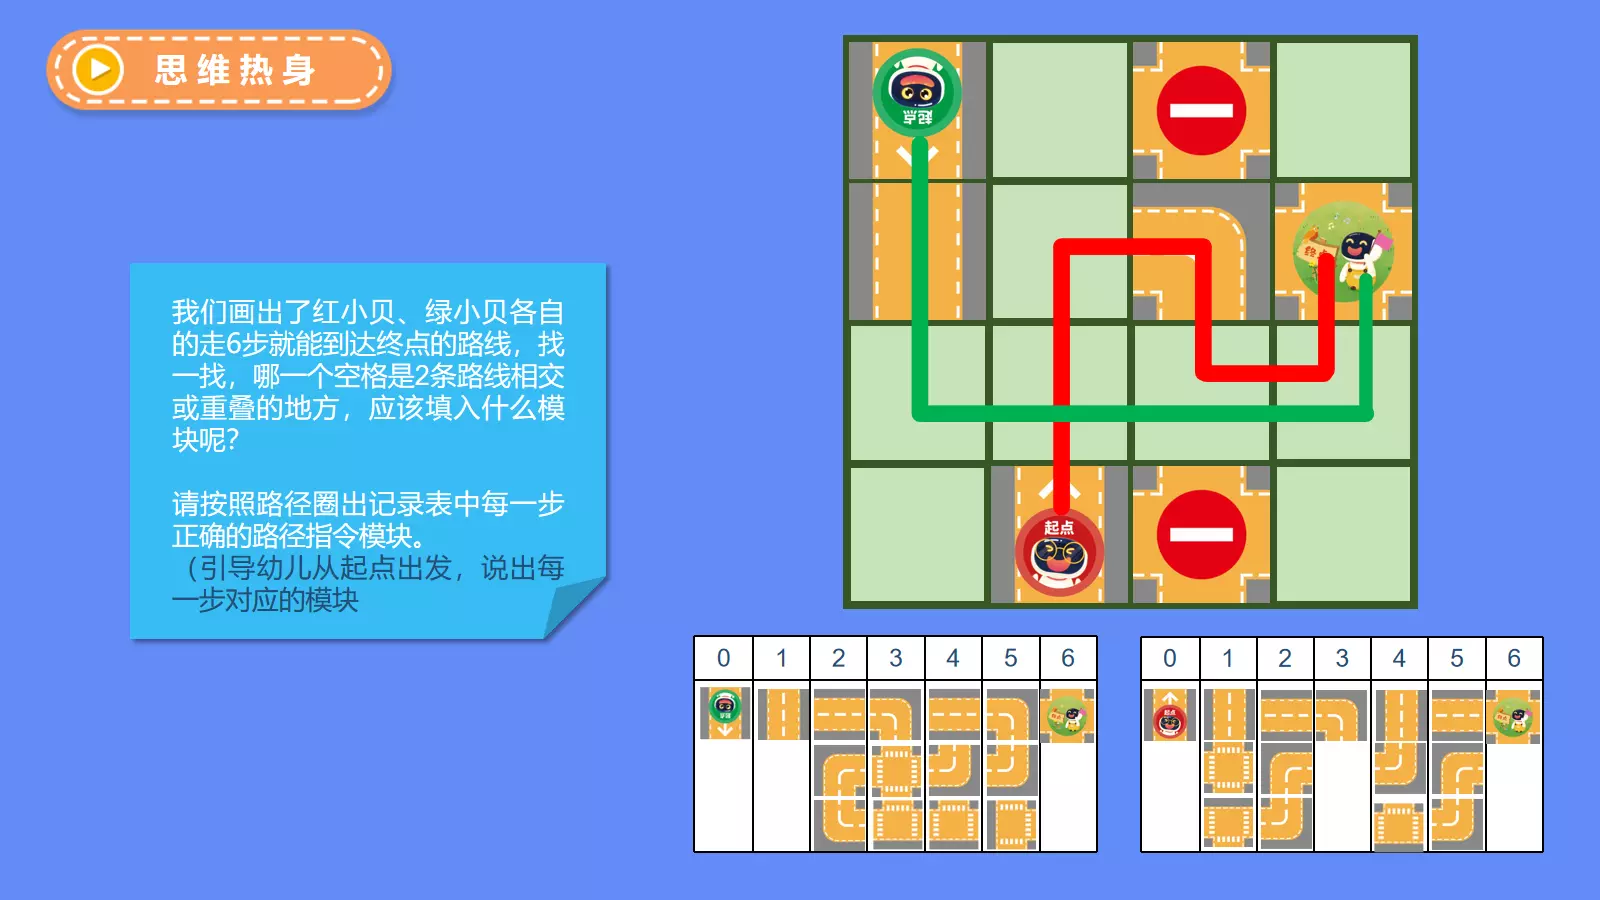 思维热身
起点
终点
我们画出了红小贝、绿小贝各自
的走6步就能到达终点的路线，找
一找，哪一个空格是2条路线相交
或重叠的地方，应该填入什么模
块呢？
请按照路径圈出记录表中每一步
正确的路径指令模块。
（引导幼儿从起点出发，说出每
一步对应的模块
起点
0 1 2 3 4 5 6
0 1 2 3 4 5 6
起点